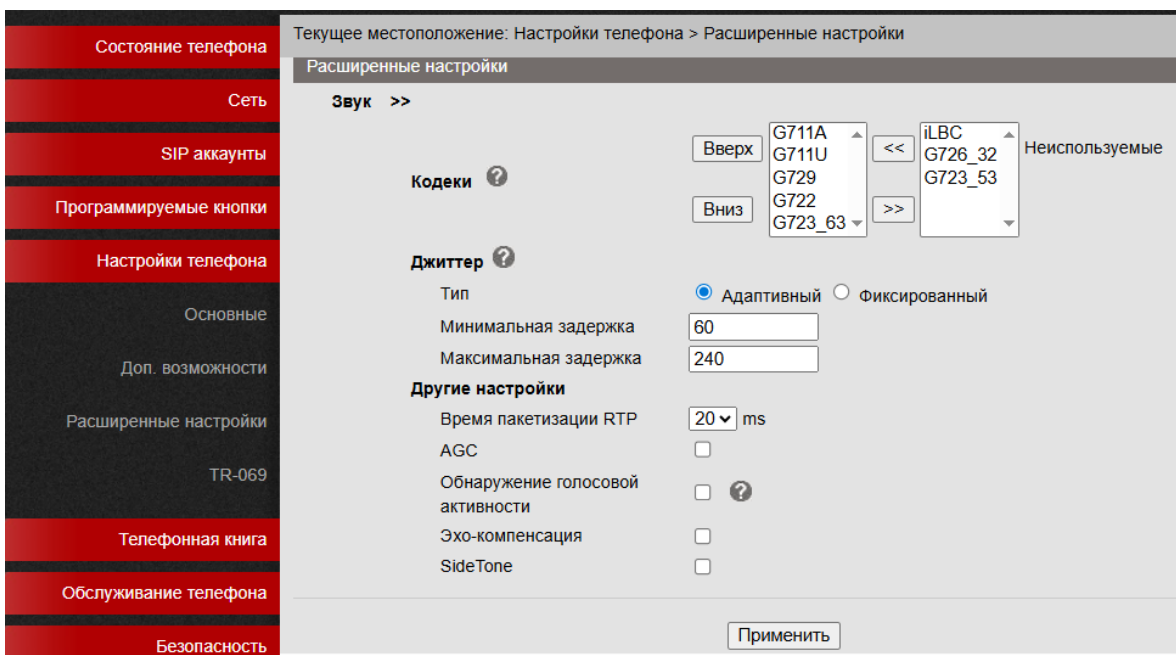 Текущее местоположение: Настройки телефона > Расширенные настройки
Состояние телефона
Сеть
SIP аккаунты
Программируемые кнопки
Настройки телефона
Основные
Доп. возможности
Расширенные настройки
TR-069
Телефонная книга
Обслуживание телефона
Безопасность
Расширенные настройки
Звук >>
Кодеки ?
Вверх
Вниз
G711A
G711U
G729
G722
G723_63
<<
>>
iLBC
G726_32
G723_53
Неиспользуемые
Джиттер ?
Тип Адаптивный Фиксированный
Минимальная задержка 60
Максимальная задержка 240
Другие настройки
Время пакетизации RTP 20 ms
AGC
Обнаружение голосовой
активности ?
Эхо-компенсация
SideTone
Применить